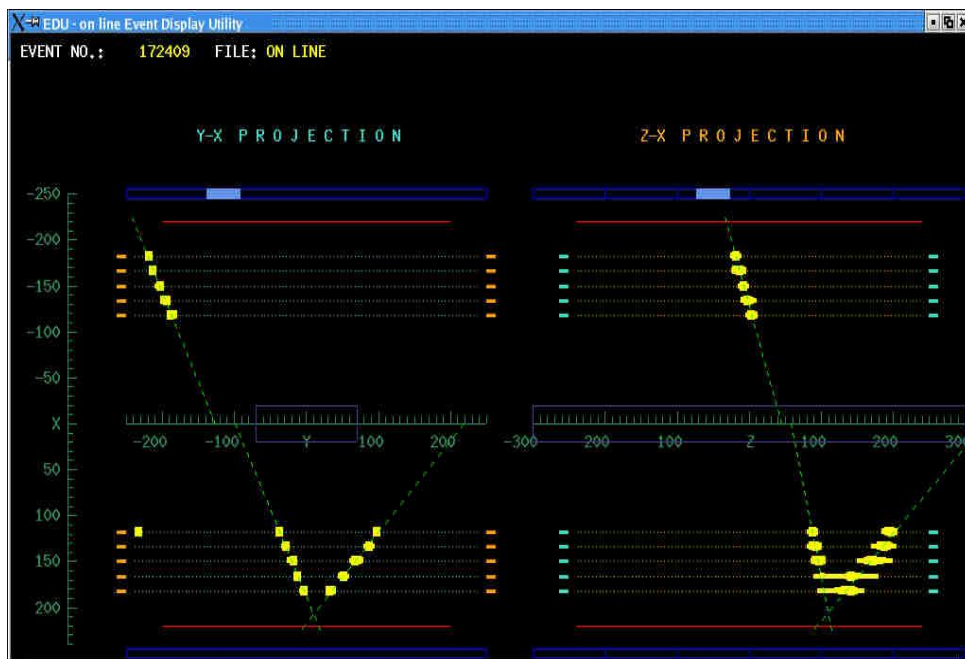 EDU - on line Event Display Utility
EVENT NO.: 172409 FILE: ON LINE
Y-X PROJECTION Z-X PROJECTION
-250
-200
-150
-100
-50
X
-200 -100 Y 100 200 -300 200 100 Z 100 200 300
50
100
150
200